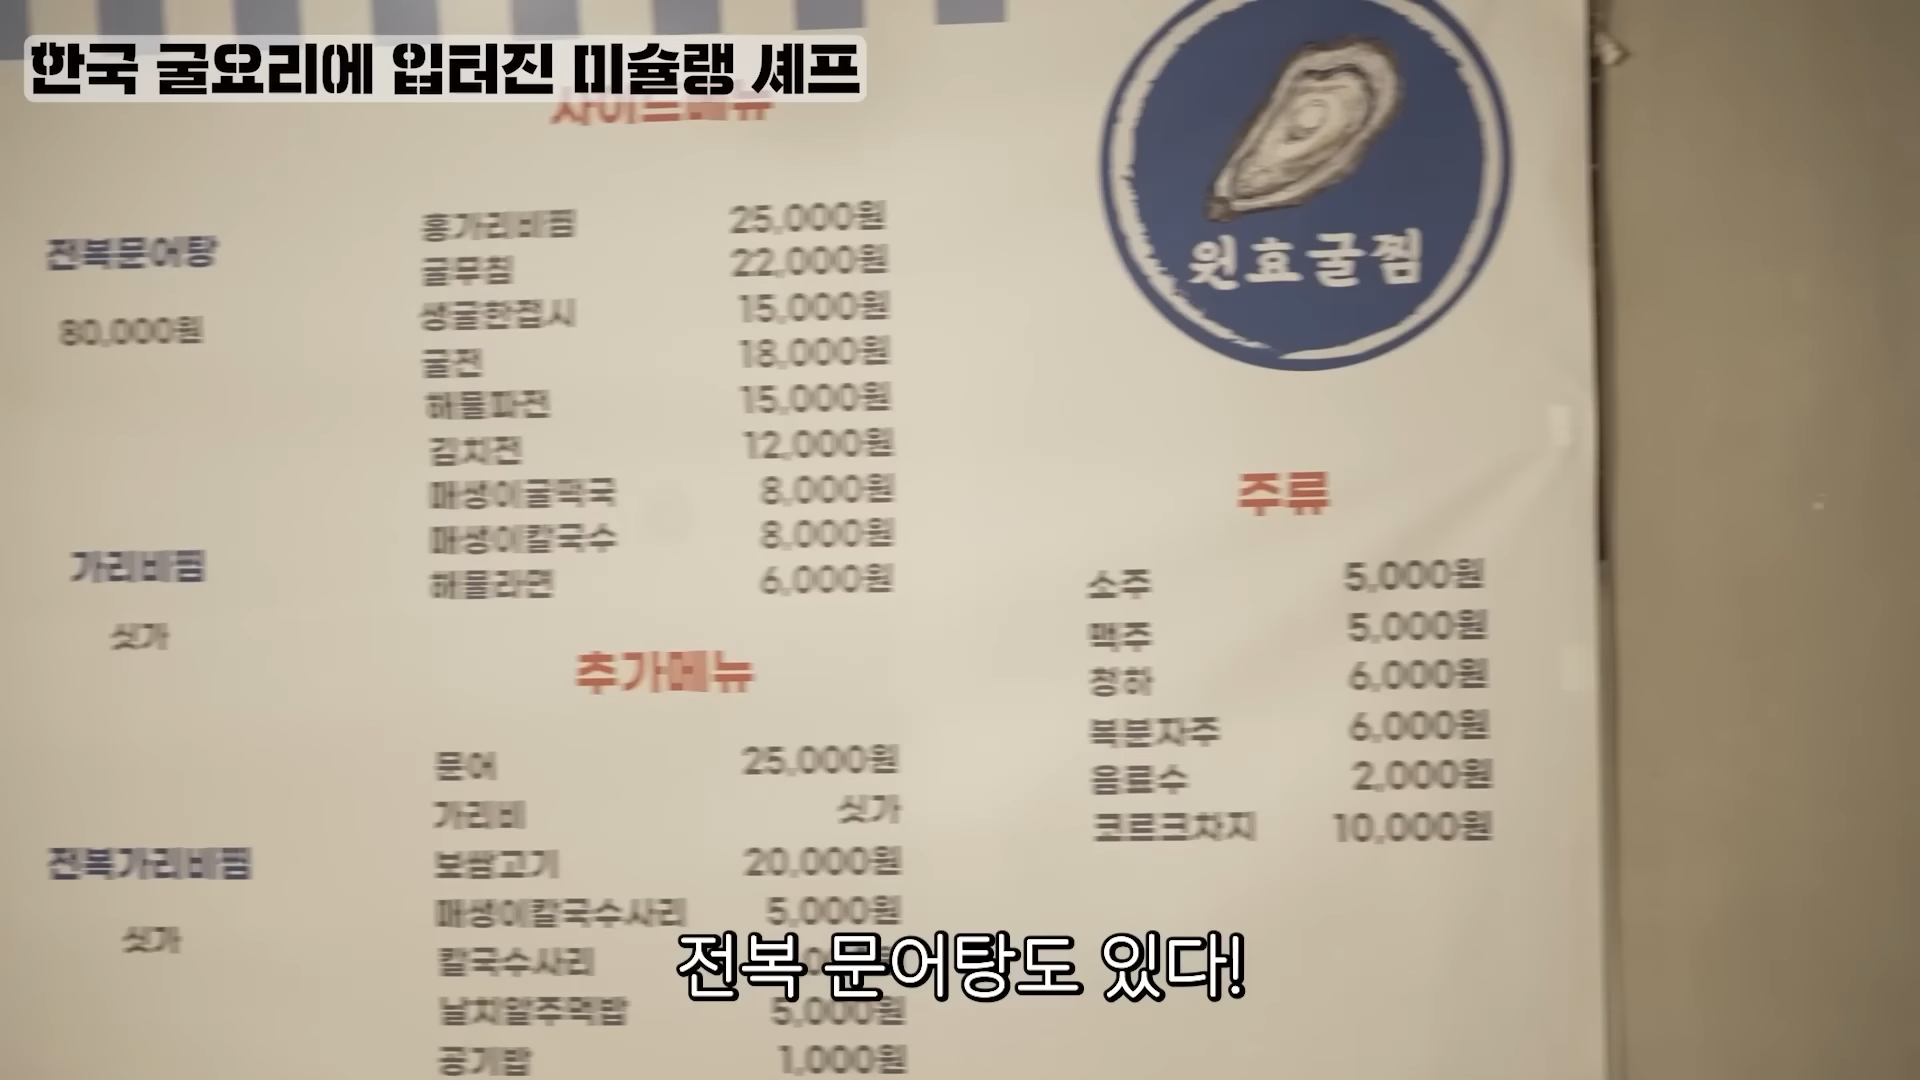 한국 굴요리에 입터진 미슐랭 셰프
사이드메뉴
전복문어탕
80,000원
가리비찜
싯가
전복가리비찜
싯가
홍가리비찜 25,000원
굴무침 22,000원
생굴한접시 15,000원
굴전 18,000원
해물파전 15,000원
김치전 12,000원
매생이굴떡국 8,000원
매생이칼국수 8,000원
해물라면 6,000원
추가메뉴
문어 25,000원
가리비 싯가
보쌈고기 20,000원
매생이칼국수사리 5,000원
칼국수사리
날치알주먹밥 5,000원
공기밥 1,000원
원효굴찜
주류
소주 5,000원
맥주 5,000원
청하 6,000원
복분자주 6,000원
음료수 2,000원
코르크차지 10,000원
전복 문어탕도 있다!